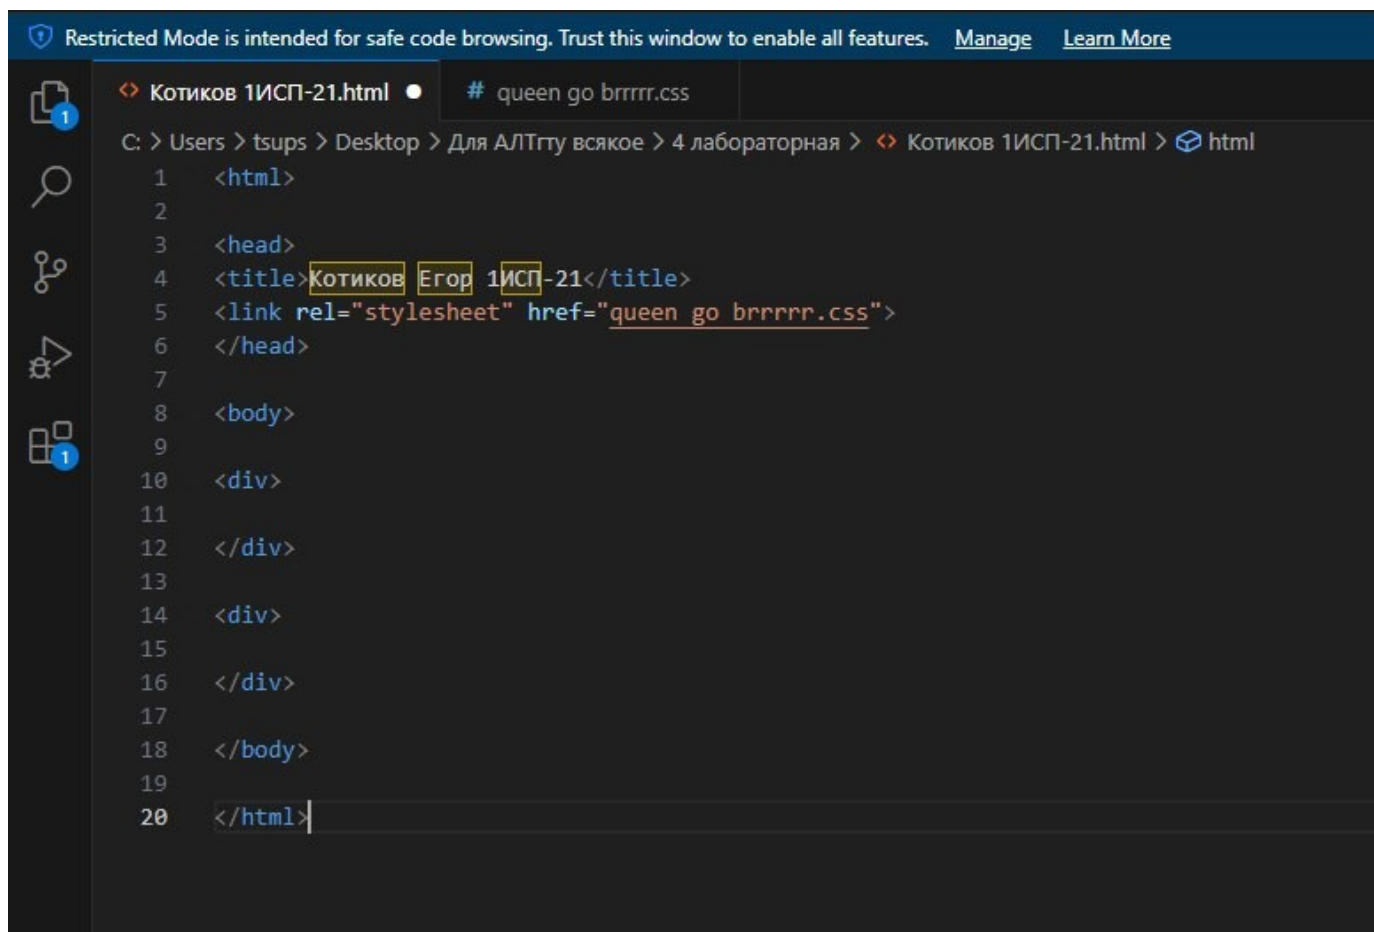 Restricted Mode is intended for safe code browsing. Trust this window to enable all features. Manage Learn More
Котиков 1ИСП-21.html # queen go brrrrr.css
C: > Users > tsups > Desktop > Для АЛТгту всякое > 4 лабораторная > Котиков 1ИСП-21.html > html
1 <html>
2
3 <head>
4 <title>Котиков Егор 1ИСП-21</title>
5 <link rel="stylesheet" href="queen go brrrrr.css">
6 </head>
7
8 <body>
9
10 <div>
11
12 </div>
13
14 <div>
15
16 </div>
17
18 </body>
19
20 </html>
1
1